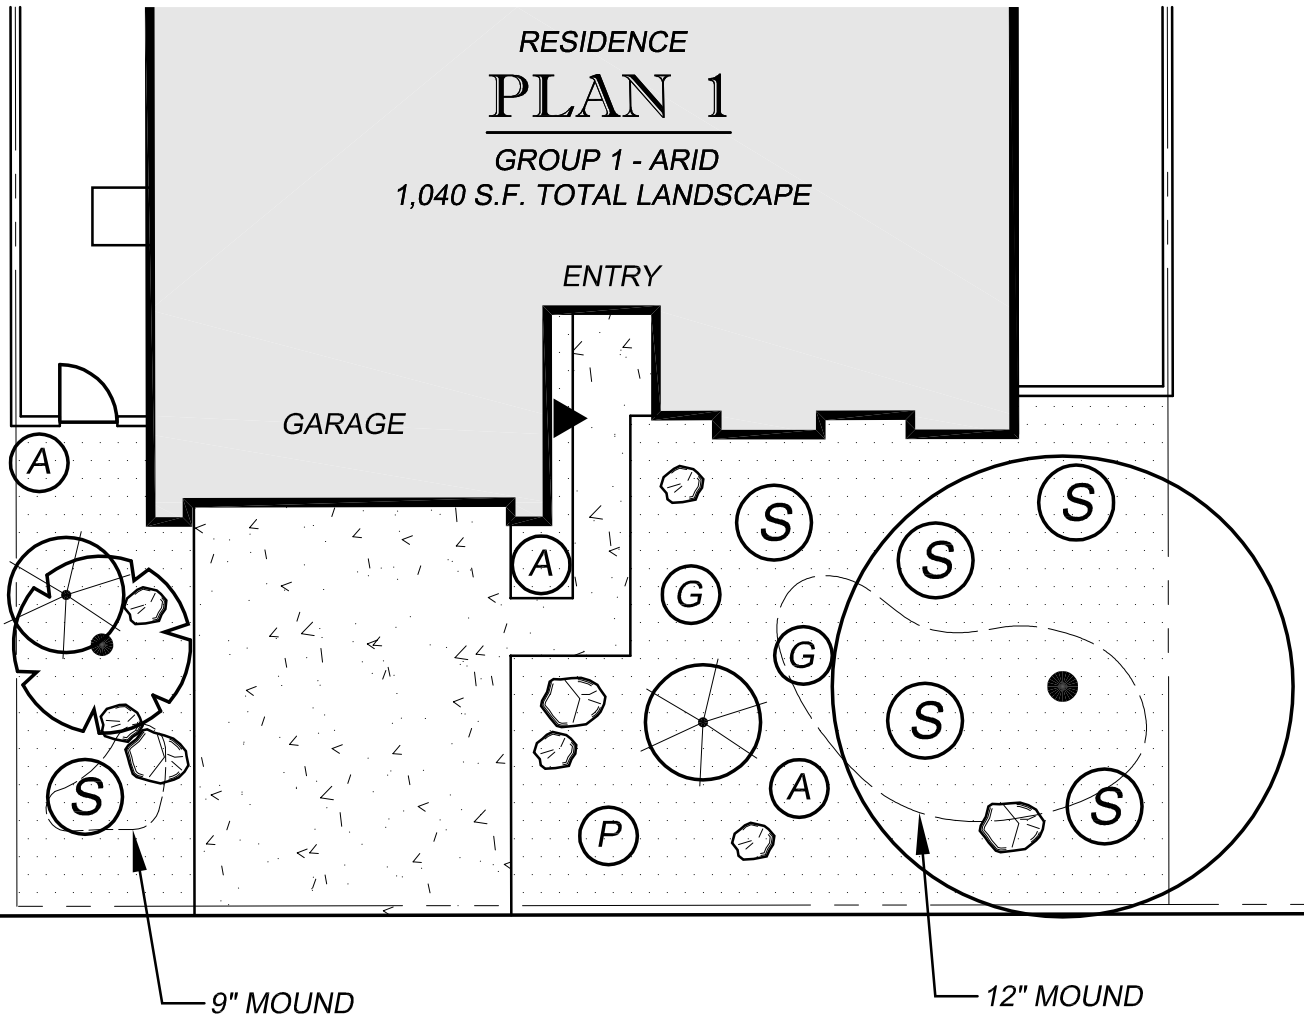 RESIDENCE
PLAN 1
GROUP 1 - ARID
1,040 S.F. TOTAL LANDSCAPE
ENTRY
GARAGE
A
S
S
S
A
G
G
S
A
S
S
P
9" MOUND
12" MOUND